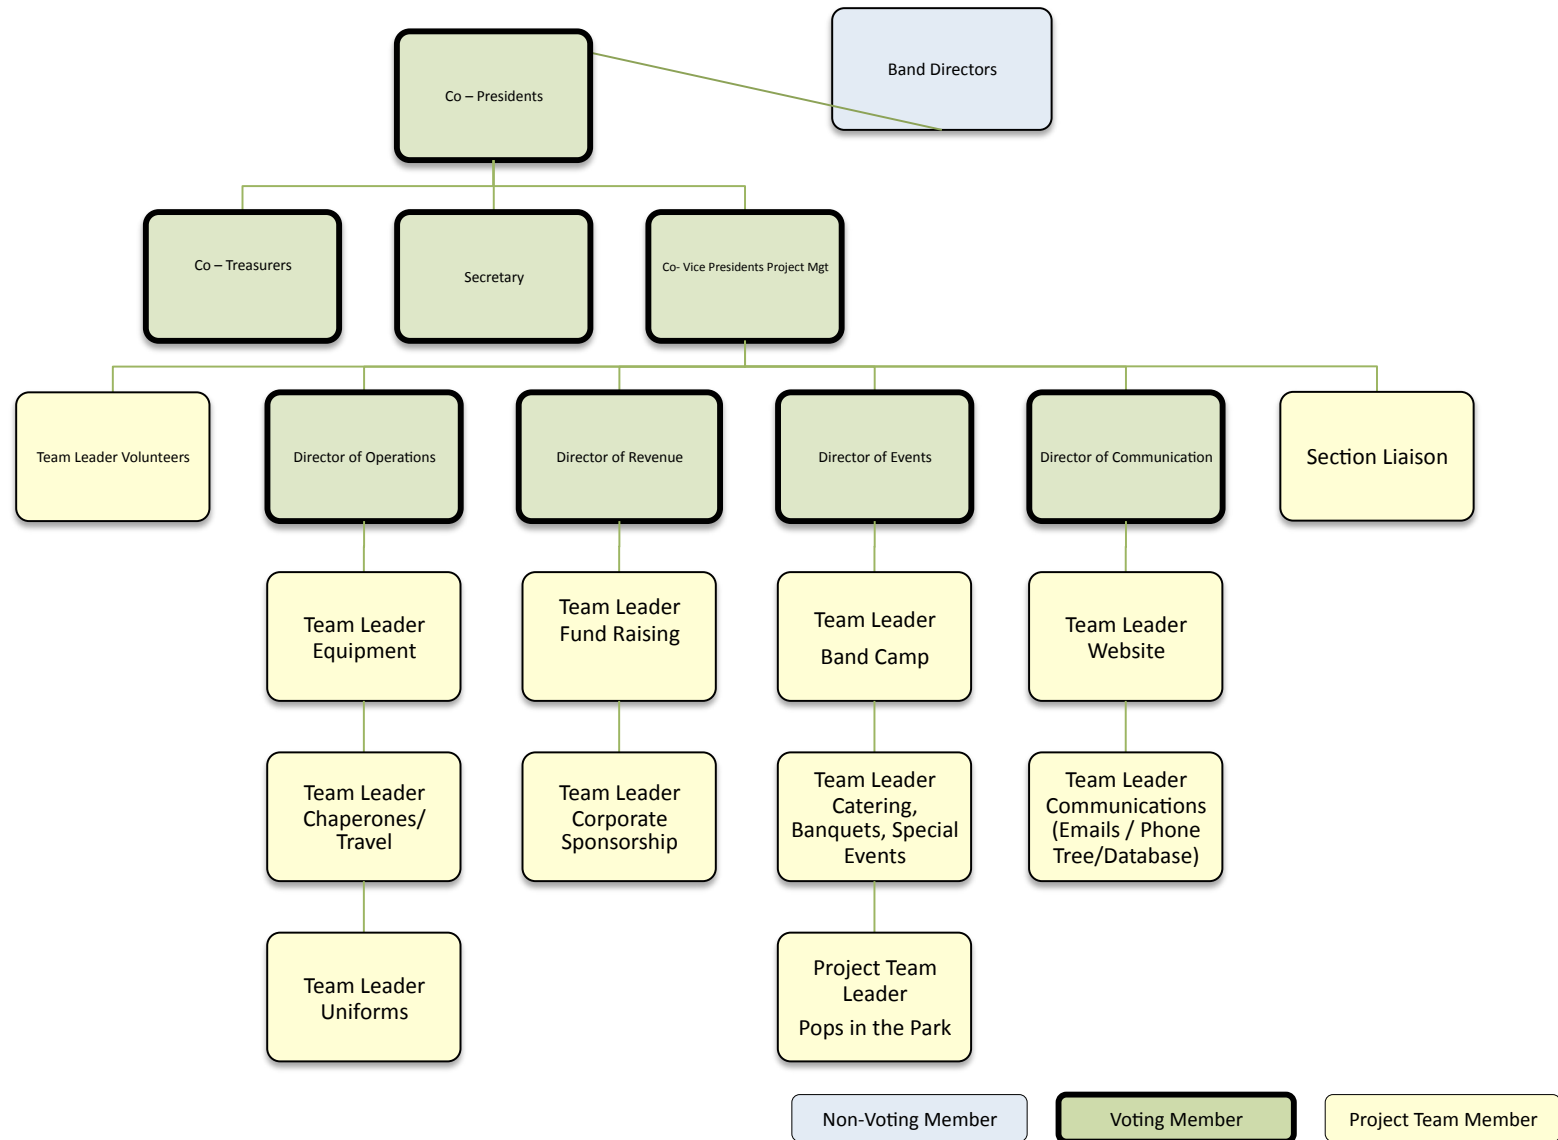 Band Directors
Co – Presidents
Co – Treasurers
Secretary
Co- Vice Presidents Project Mgt
Team Leader Volunteers
Director of Operations
Director of Revenue
Director of Events
Director of Communication
Section Liaison
Team Leader
Equipment
Team Leader
Fund Raising
Team Leader
Band Camp
Team Leader
Website
Team Leader
Chaperones/
Travel
Team Leader
Corporate
Sponsorship
Team Leader
Catering,
Banquets, Special
Events
Team Leader
Communications
(Emails / Phone
Tree/Database)
Team Leader
Uniforms
Project Team
Leader
Pops in the Park
Non-Voting Member
Voting Member
Project Team Member